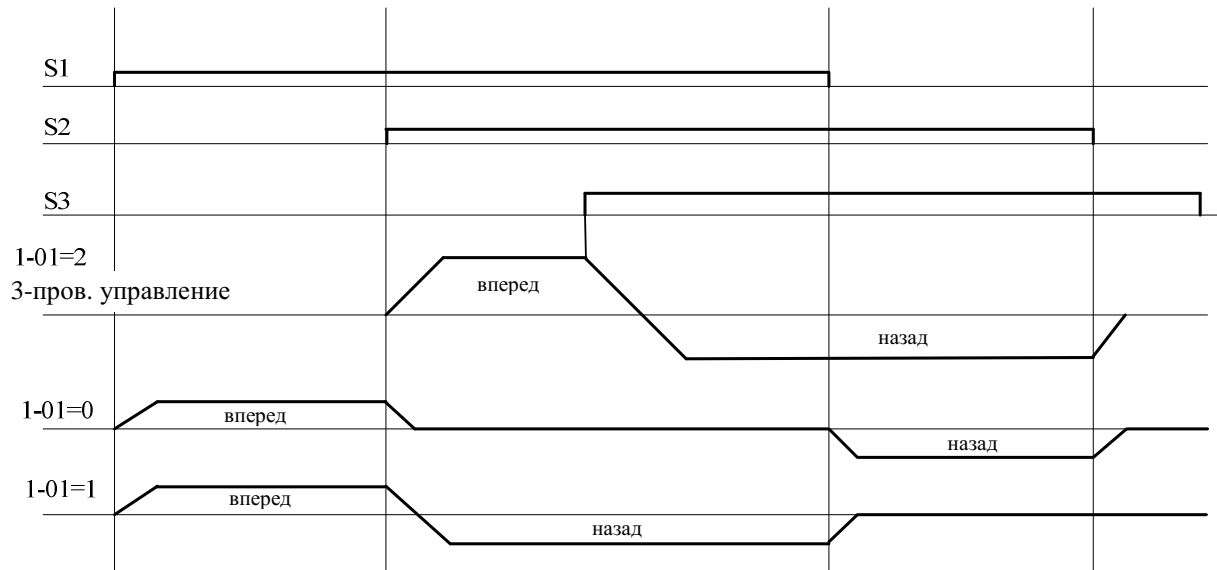 S1
S2
S3
1-01=2
3-пров. управление
вперед
назад
1-01=0
вперед
назад
1-01=1
вперед
назад